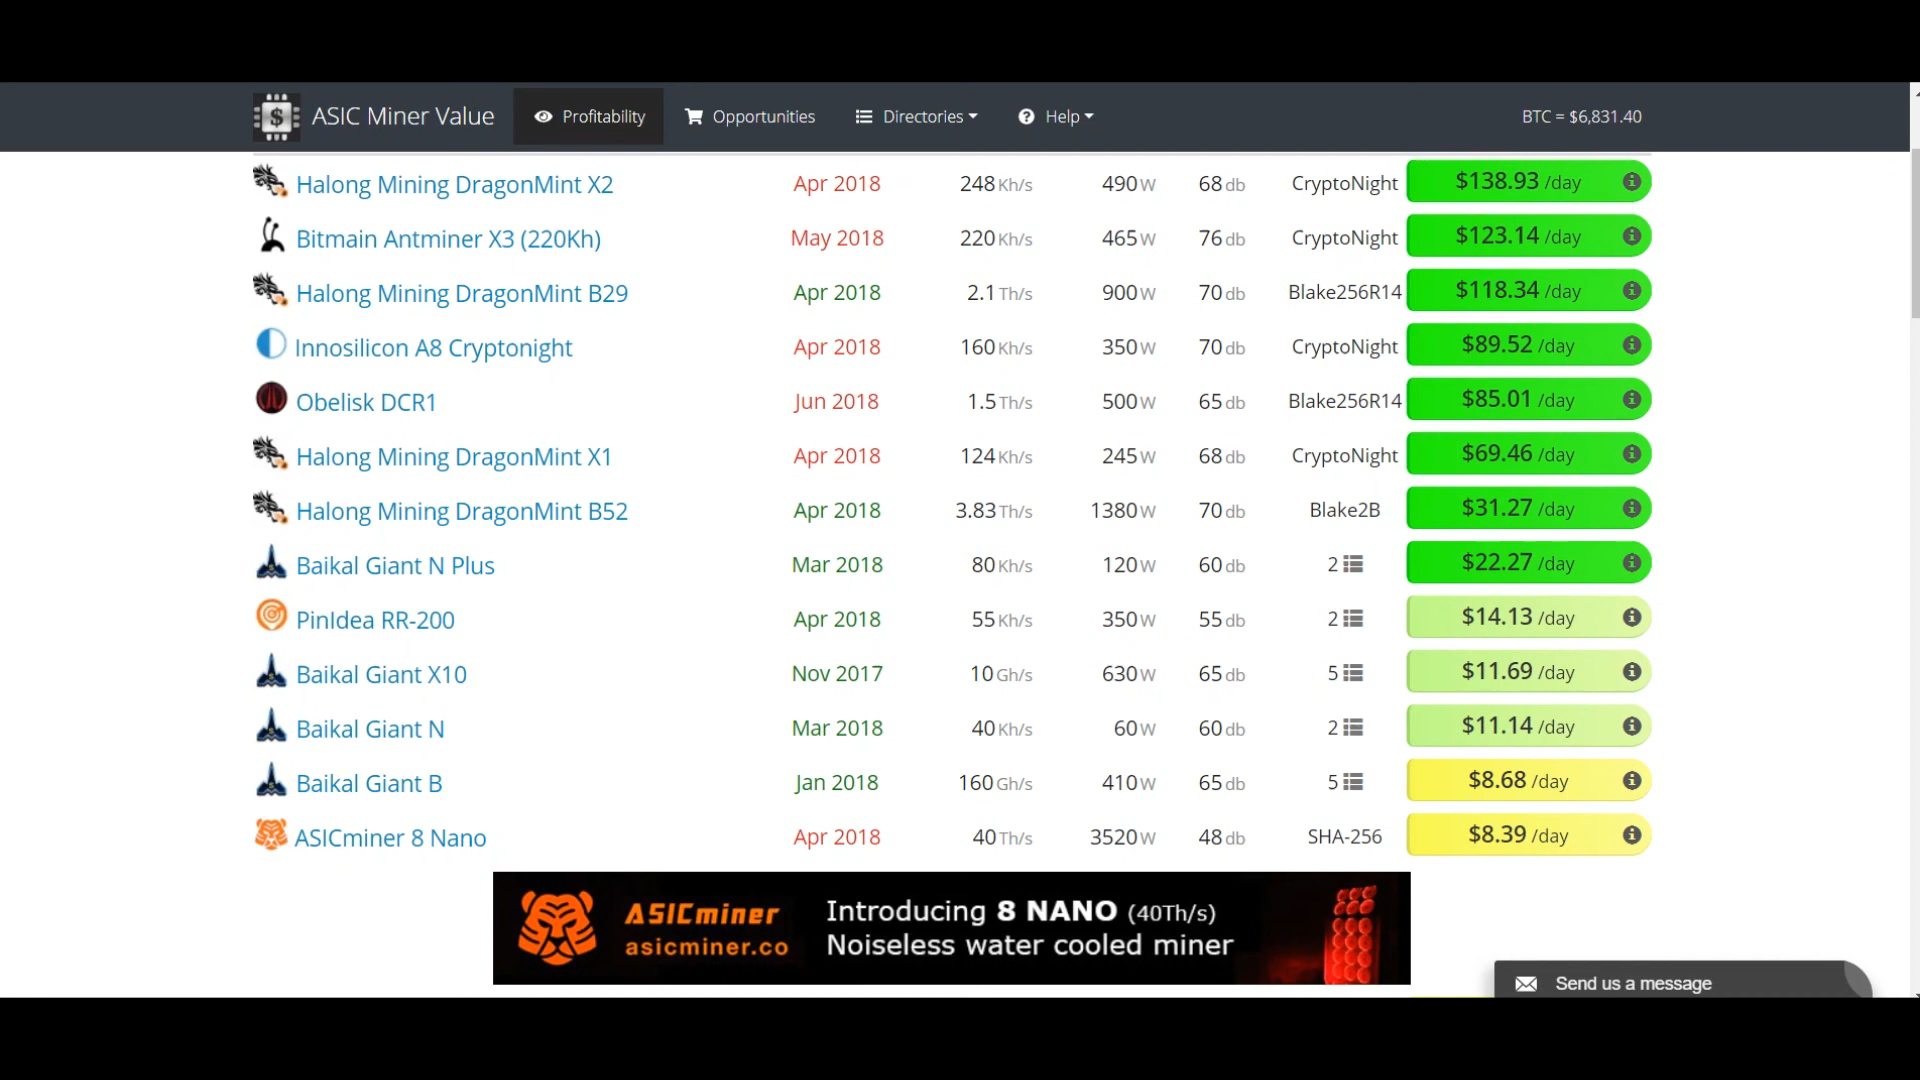 ASIC Miner Value Profitability Opportunities Directories Help BTC = $6,831.40
Halong Mining DragonMint X2 Apr 2018 248 Kh/s 490 W 68 db CryptoNight $138.93 /day
Bitmain Antminer X3 (220Kh) May 2018 220 Kh/s 465 W 76 db CryptoNight $123.14 /day
Halong Mining DragonMint B29 Apr 2018 2.1 Th/s 900 W 70 db Blake256R14 $118.34 /day
Innosilicon A8 Cryptonight Apr 2018 160 Kh/s 350 W 70 db CryptoNight $89.52 /day
Obelisk DCR1 Jun 2018 1.5 Th/s 500 W 65 db Blake256R14 $85.01 /day
Halong Mining DragonMint X1 Apr 2018 124 Kh/s 245 W 68 db CryptoNight $69.46 /day
Halong Mining DragonMint B52 Apr 2018 3.83 Th/s 1380 W 70 db Blake2B $31.27 /day
Baikal Giant N Plus Mar 2018 80 Kh/s 120 W 60 db 2 $22.27 /day
PinIdea RR-200 Apr 2018 55 Kh/s 350 W 55 db 2 $14.13 /day
Baikal Giant X10 Nov 2017 10 Gh/s 630 W 65 db 5 $11.69 /day
Baikal Giant N Mar 2018 40 Kh/s 60 W 60 db 2 $11.14 /day
Baikal Giant B Jan 2018 160 Gh/s 410 W 65 db 5 $8.68 /day
ASICminer 8 Nano Apr 2018 40 Th/s 3520 W 48 db SHA-256 $8.39 /day
ASICminer Introducing 8 NANO (40Th/s)
asicminer.co Noiseless water cooled miner
Send us a message